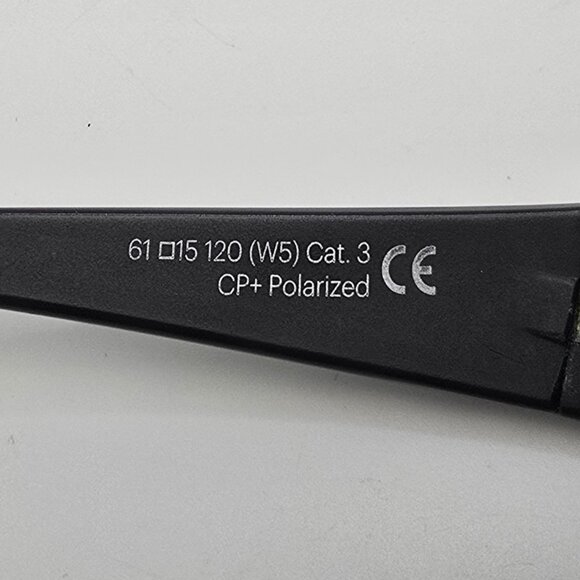 61 □15 120 (W5) Cat. 3
CP+ Polarized CE